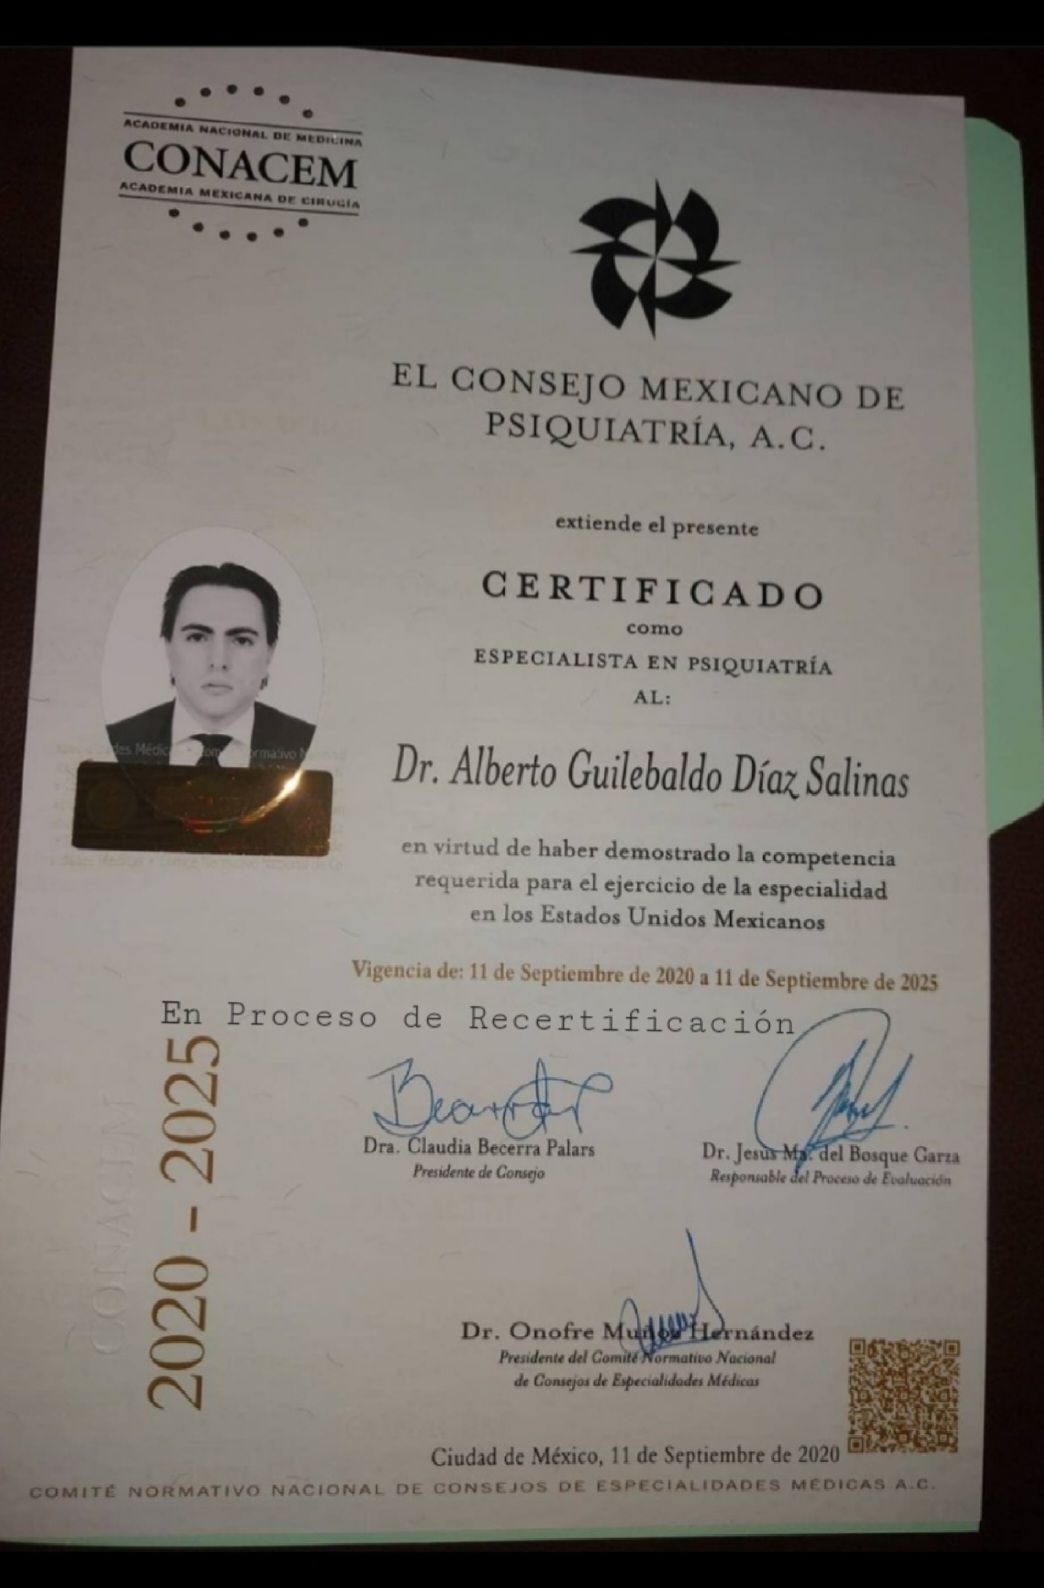 ACADEMIA NACIONAL DE MEDICINA
CONACEM
ACADEMIA MEXICANA DE CIRUGÍA
EL CONSEJO MEXICANO DE
PSIQUIATRÍA, A.C.
extiende el presente
CERTIFICADO
como
ESPECIALISTA EN PSIQUIATRÍA
AL:
Dr. Alberto Guilebaldo Díaz Salinas
en virtud de haber demostrado la competencia
requerida para el ejercicio de la especialidad
en los Estados Unidos Mexicanos
Vigencia de: 11 de Septiembre de 2020 a 11 de Septiembre de 2025
En Proceso de Recertificación
2020 - 2025
CONACEM
Dra. Claudia Becerra Palars
Presidente de Consejo
Dr. Jesus Ma. del Bosque Garza
Responsable del Proceso de Evaluación
Dr. Onofre Muñoz Hernández
Presidente del Comité Normativo Nacional
de Consejos de Especialidades Médicas
Ciudad de México, 11 de Septiembre de 2020
COMITÉ NORMATIVO NACIONAL DE CONSEJOS DE ESPECIALIDADES MÉDICAS A.C.